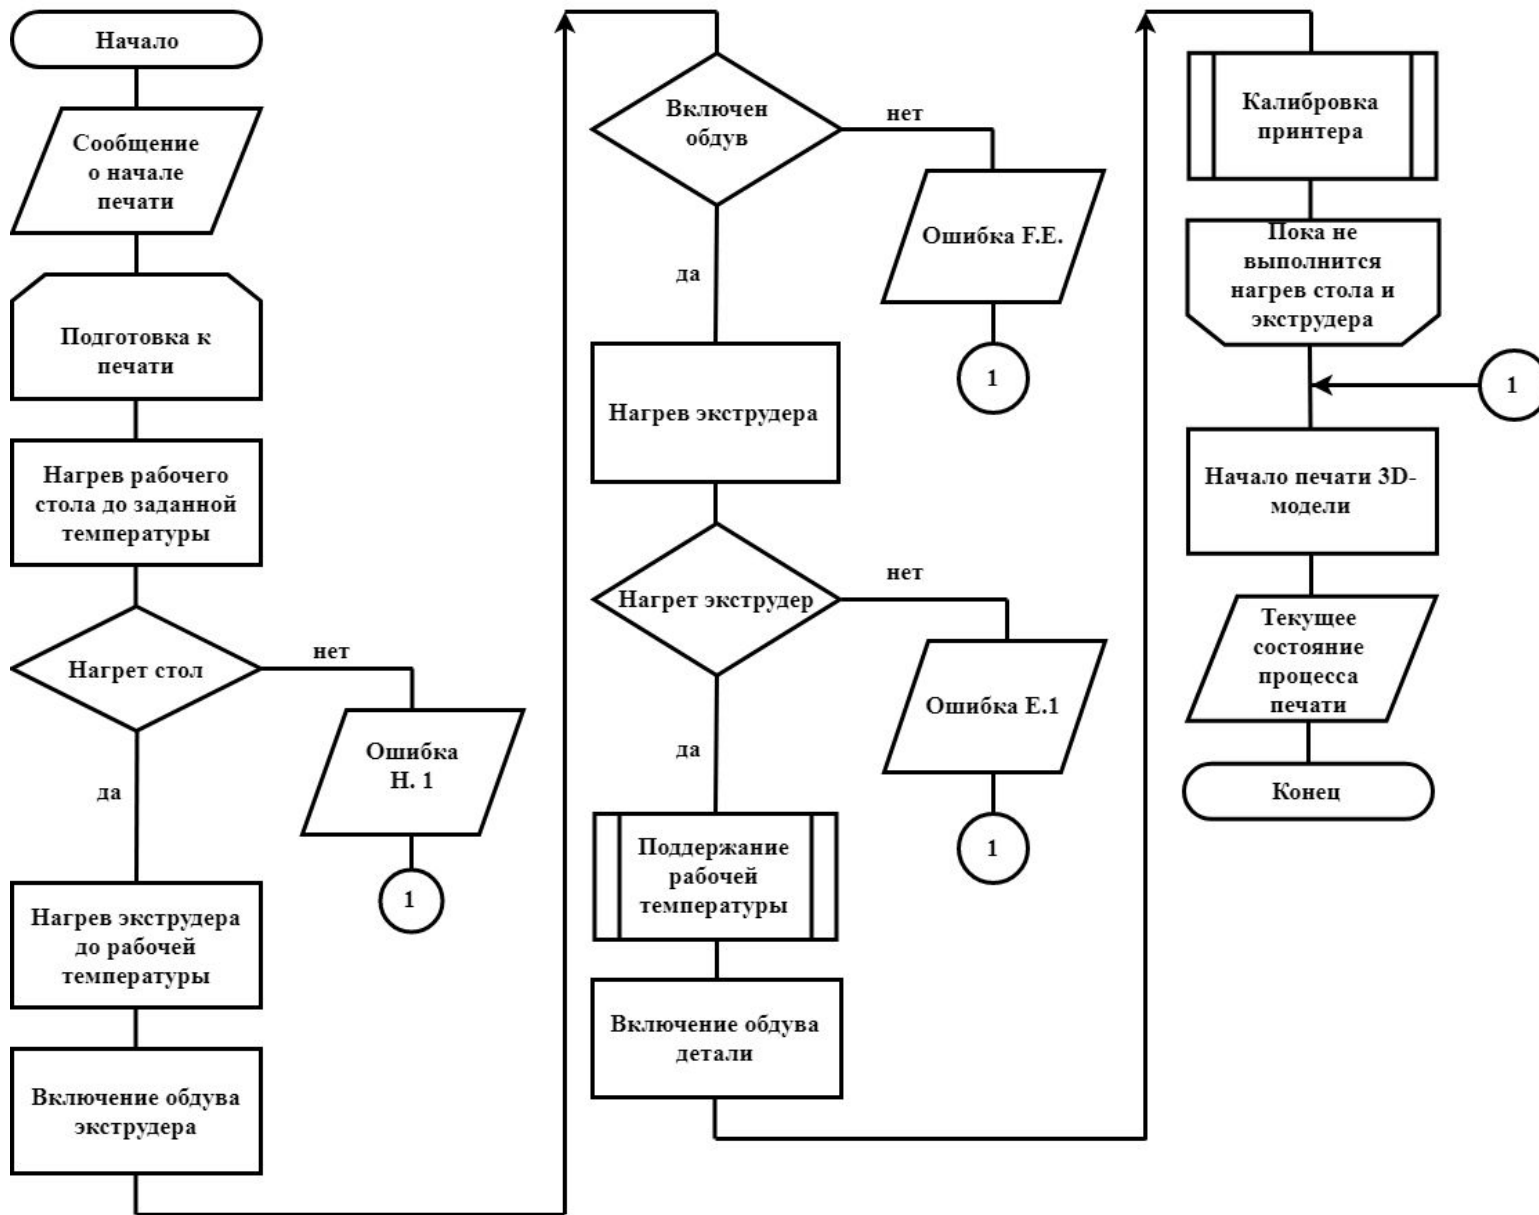 Начало
Сообщение
о начале
печати
Подготовка к
печати
Нагрев рабочего
стола до заданной
температуры
Нагрет стол
нет
Ошибка
Н. 1
1
да
Нагрев экструдера
до рабочей
температуры
Включение обдува
экструдера
Включен
обдув
нет
Ошибка F.E.
1
да
Нагрев экструдера
Нагрет экструдер
нет
Ошибка E.1
1
да
Поддержание
рабочей
температуры
Включение обдува
детали
Калибровка
принтера
Пока не
выполнится
нагрев стола и
экструдера
1
Начало печати 3D-
модели
Текущее
состояние
процесса
печати
Конец